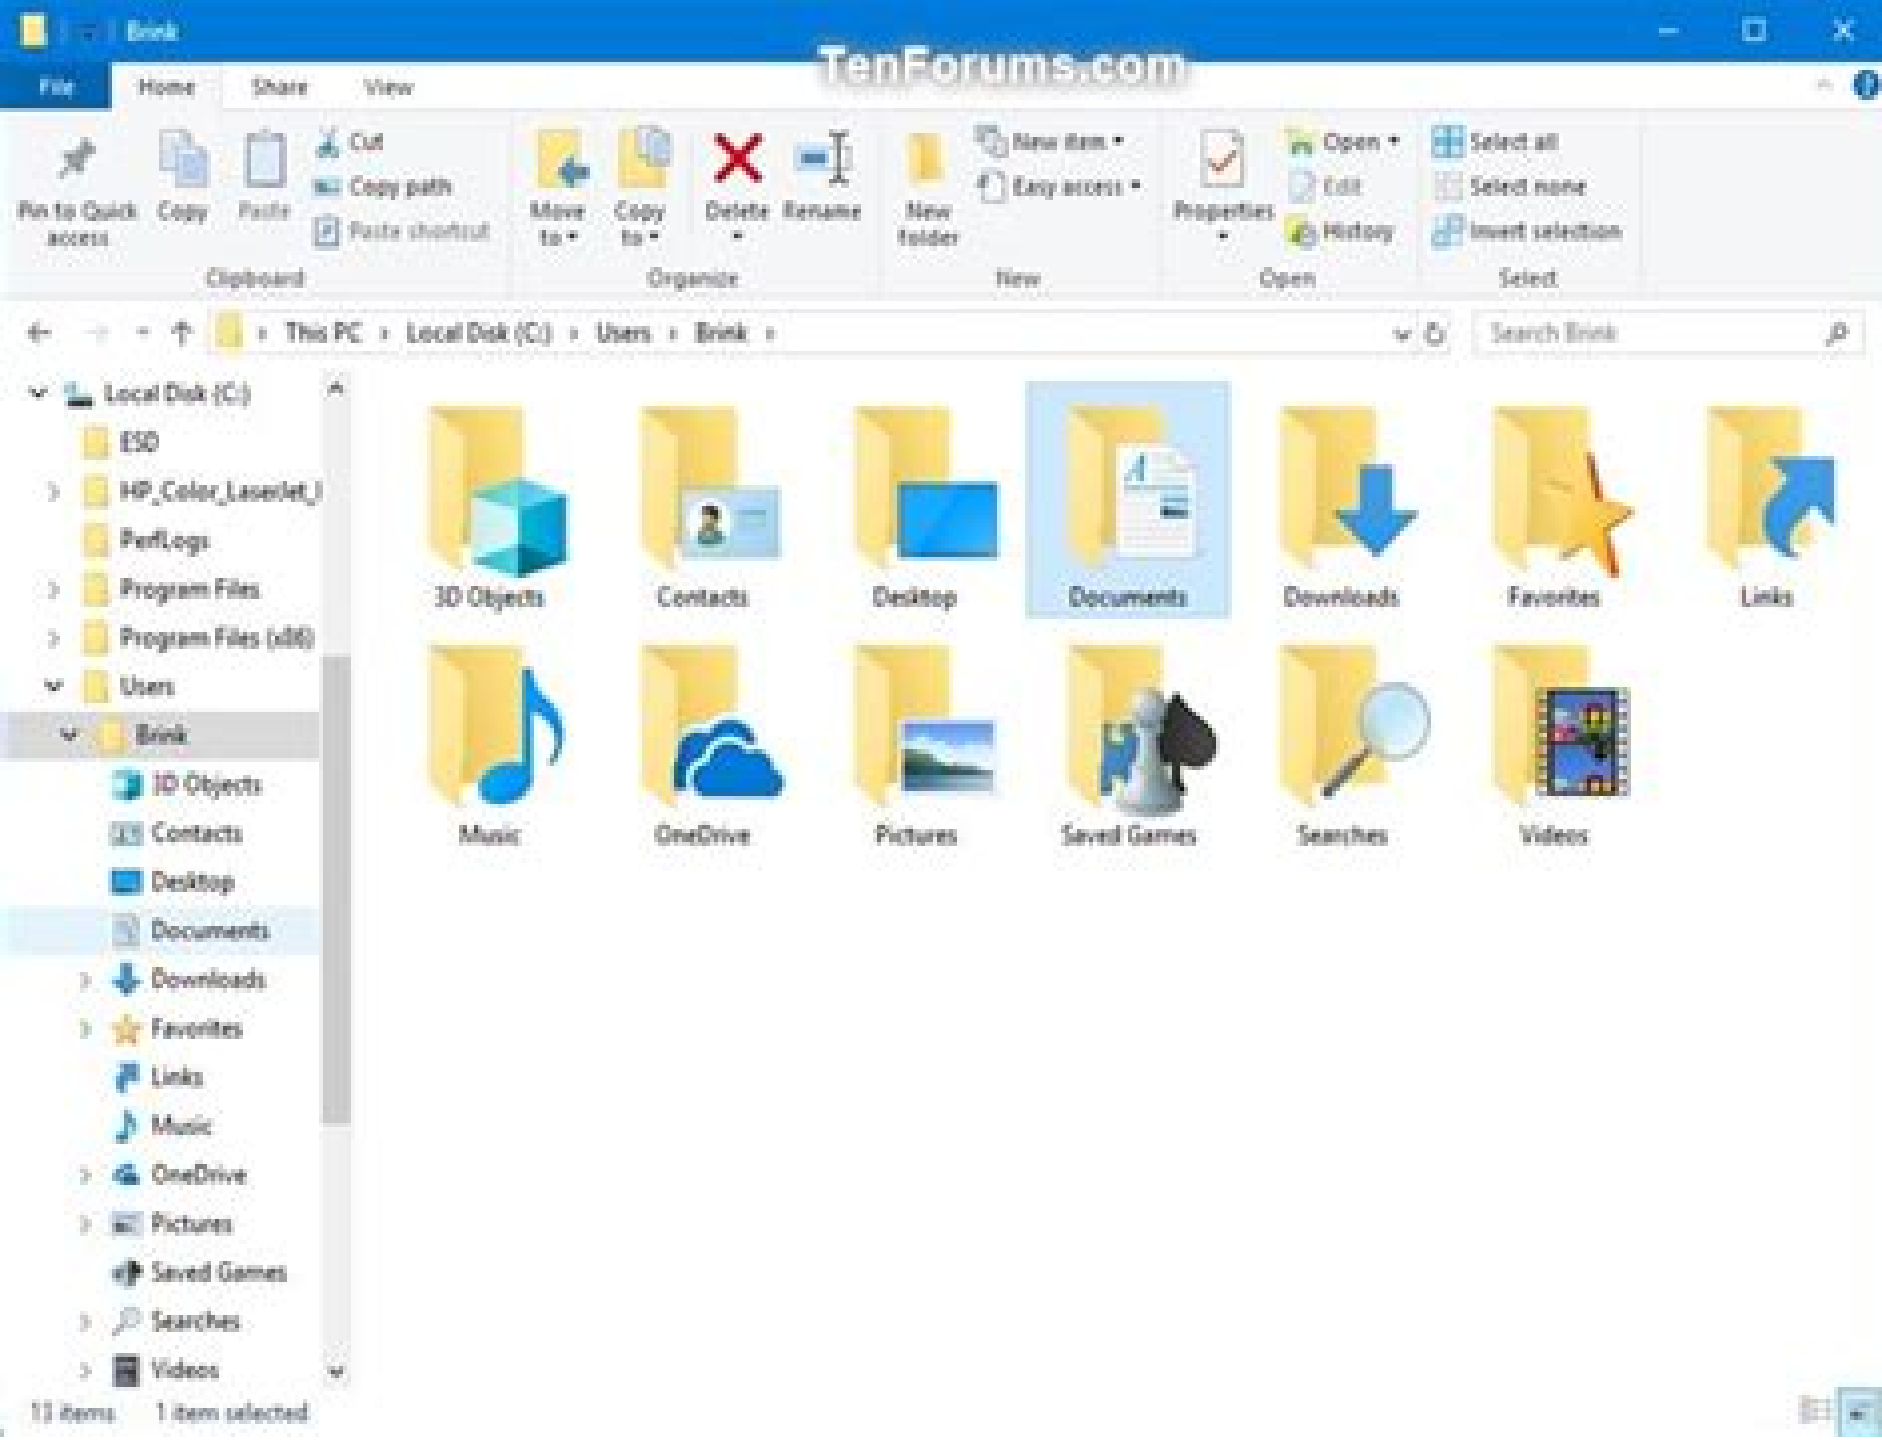 Brink
TenForums.com
File Home Share View
Pin to Quick access
Copy
Paste
Cut
Copy path
Paste shortcut
Clipboard
Move to
Copy to
Delete
Rename
Organize
New folder
New item
Easy access
New
Properties
Open
Edit
History
Open
Select all
Select none
Invert selection
Select
This PC Local Disk (C:) Users Brink
Search Brink
Local Disk (C:)
ESD
HP_Color_LaserJet_
PerfLogs
Program Files
Program Files (x86)
Users
Brink
3D Objects
Contacts
Desktop
Documents
Downloads
Favorites
Links
Music
OneDrive
Pictures
Saved Games
Searches
Videos
3D Objects Contacts Desktop Documents Downloads Favorites Links
Music OneDrive Pictures Saved Games Searches Videos
13 items 1 item selected